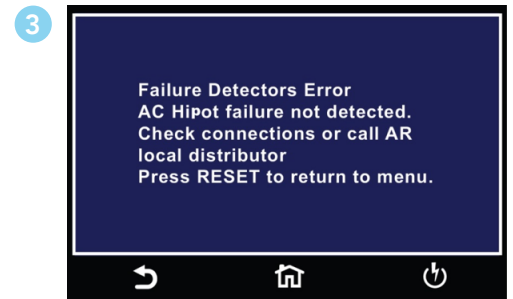 3
Failure Detectors Error
AC Hipot failure not detected.
Check connections or call AR
local distributor
Press RESET to return to menu.